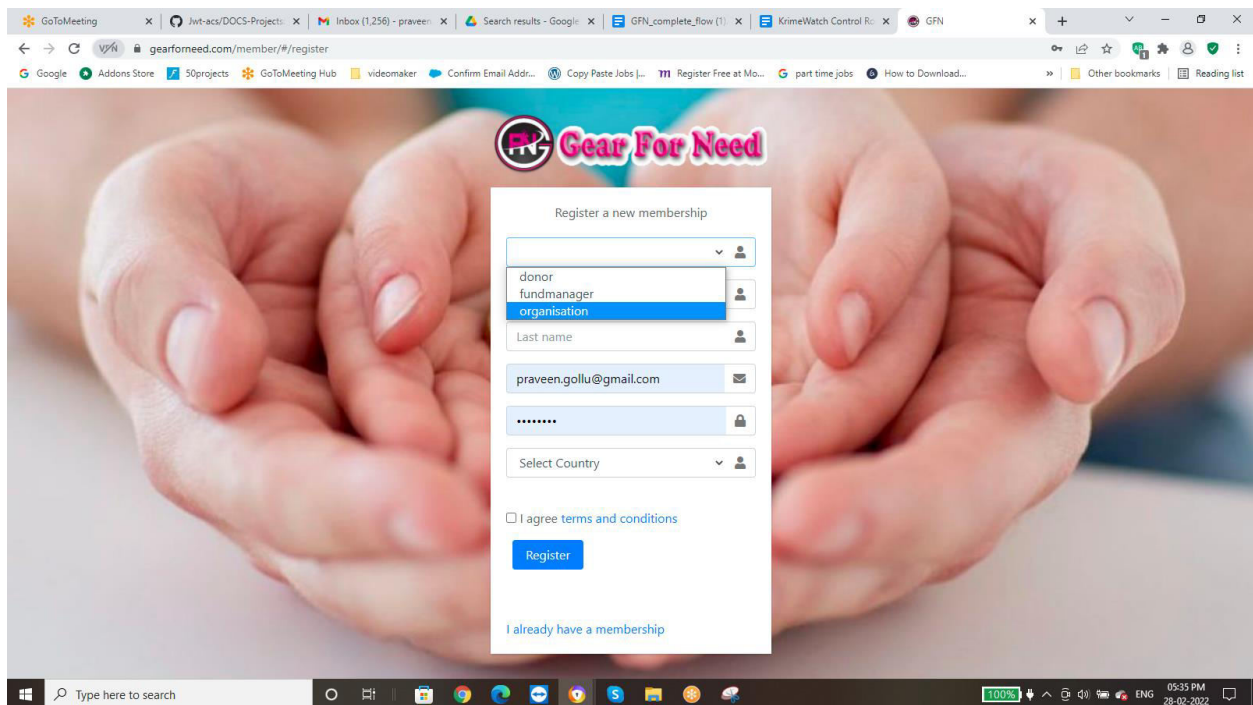 GoToMeeting
Jwt-acs/DOCS-Projects:
Inbox (1,256) - praveen
Search results - Google
GFN_complete_flow (1)
KrimeWatch Control Ro
GFN
VPN
gearforneed.com/member/#/register
1
Google
Addons Store
50projects
GoToMeeting Hub
videomaker
Confirm Email Addr...
Copy Paste Jobs |...
Register Free at Mo...
part time jobs
How to Download...
»
Other bookmarks
Reading list
Gear For Need
Register a new membership
donor
fundmanager
organisation
Last name
praveen.gollu@gmail.com
••••••••
Select Country
I agree terms and conditions
Register
I already have a membership
Type here to search
100%
ENG
05:35 PM
28-02-2022